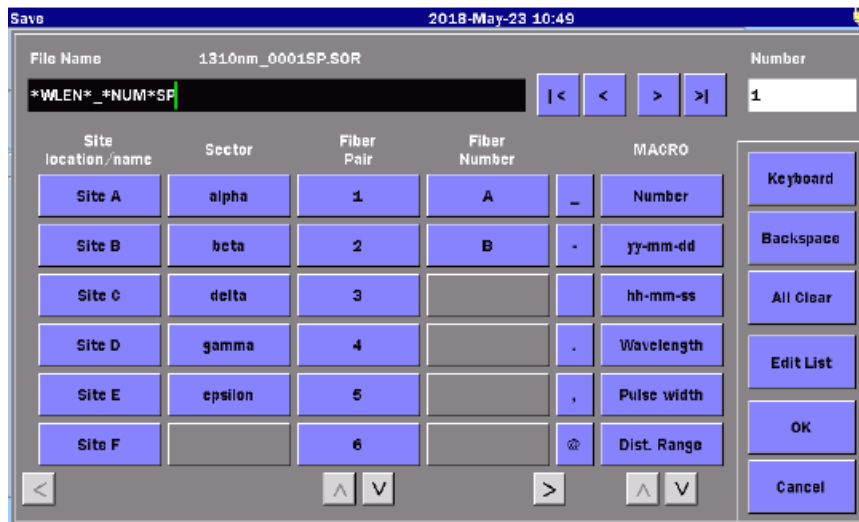 Save 2018-May-23 10:49
File Name 1310nm_0001SP.SOR Number
*WLEN*_*NUM*SP |< < > >| 1
Site location/name Sector Fiber Pair Fiber Number MACRO
Site A alpha 1 A _ Number
Site B beta 2 B - yy-mm-dd
Site C delta 3 hh-mm-ss
Site D gamma 4 . Wavelength
Site E epsilon 5 , Pulse width
Site F 6 @ Dist. Range
< ∧ ∨ > ∧ ∨
Keyboard
Backspace
All Clear
Edit List
OK
Cancel